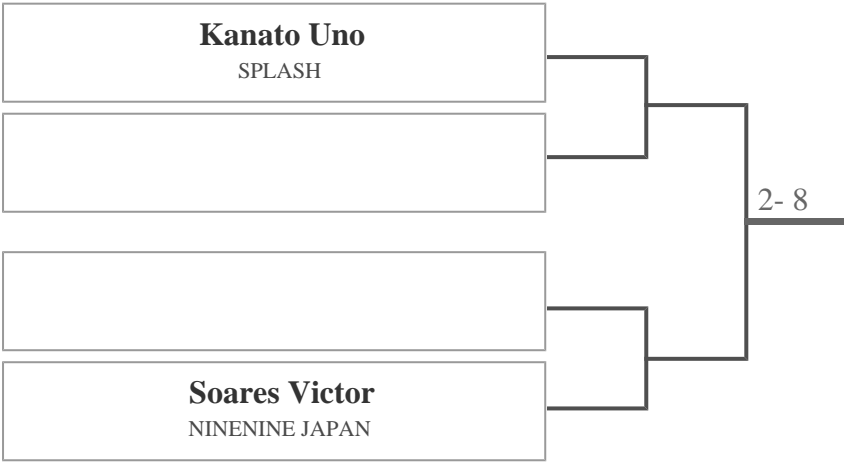 Kanato Uno
SPLASH
2- 8
Soares Victor
NINENINE JAPAN